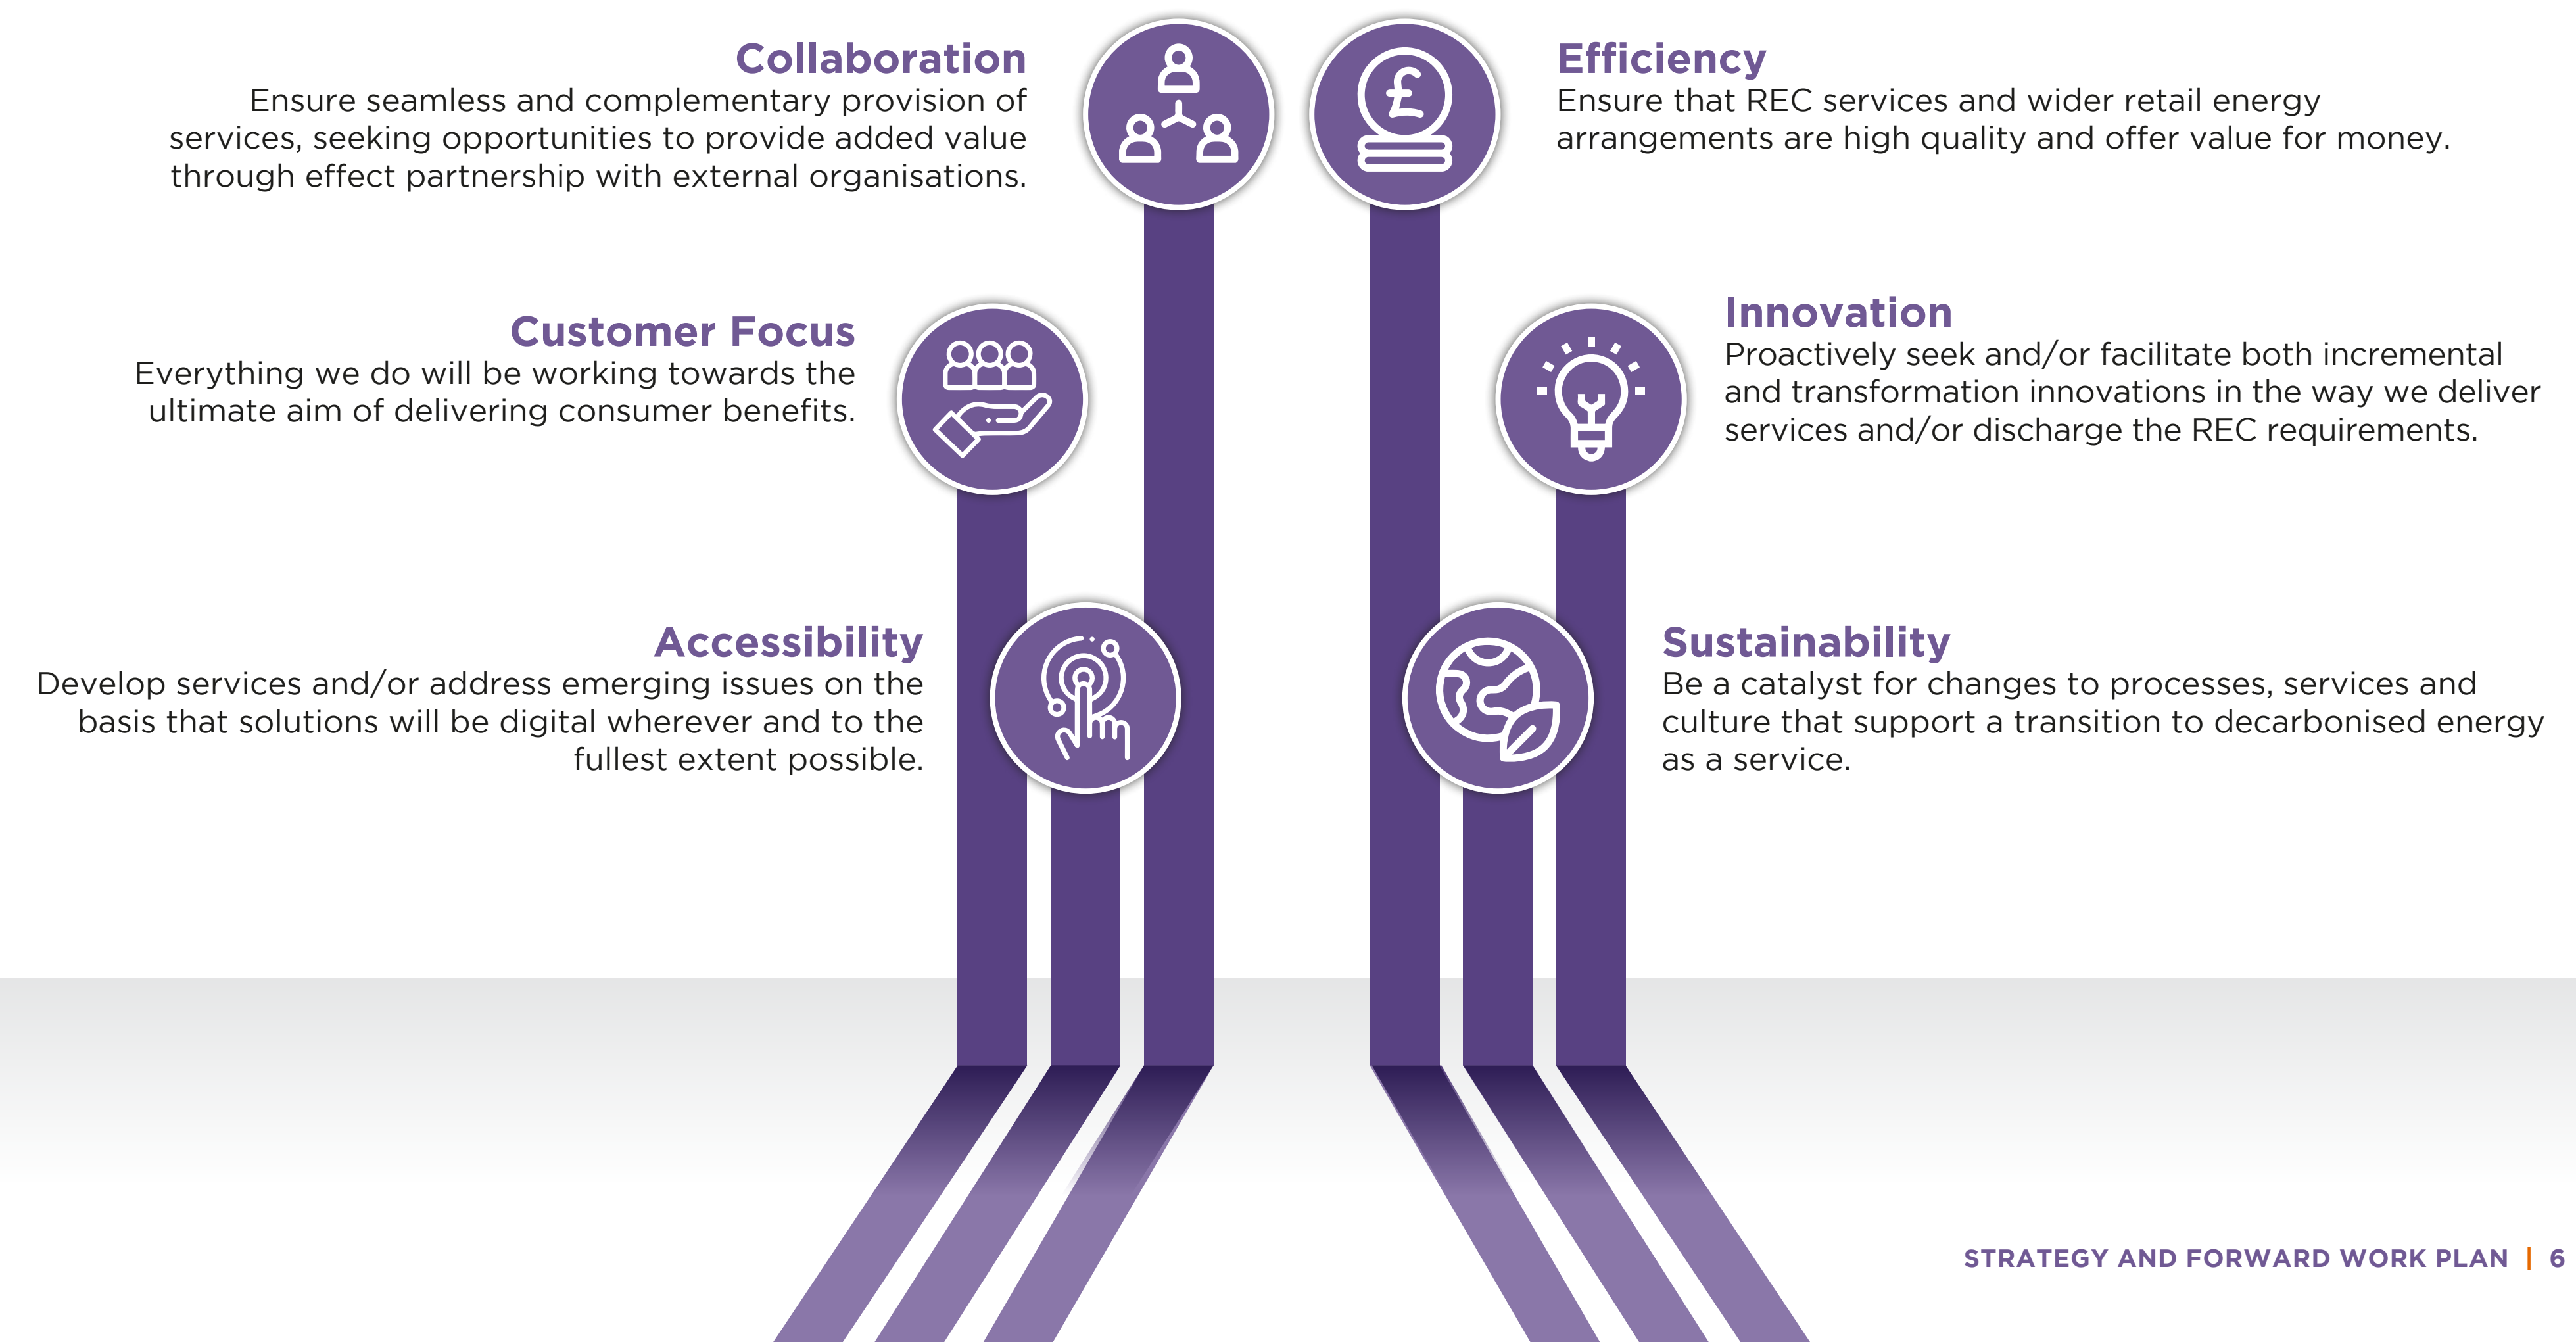 Collaboration
Ensure seamless and complementary provision of
services, seeking opportunities to provide added value
through effect partnership with external organisations.
Efficiency
Ensure that REC services and wider retail energy
arrangements are high quality and offer value for money.
Customer Focus
Everything we do will be working towards the
ultimate aim of delivering consumer benefits.
Innovation
Proactively seek and/or facilitate both incremental
and transformation innovations in the way we deliver
services and/or discharge the REC requirements.
Accessibility
Develop services and/or address emerging issues on the
basis that solutions will be digital wherever and to the
fullest extent possible.
Sustainability
Be a catalyst for changes to processes, services and
culture that support a transition to decarbonised energy
as a service.
STRATEGY AND FORWARD WORK PLAN | 6